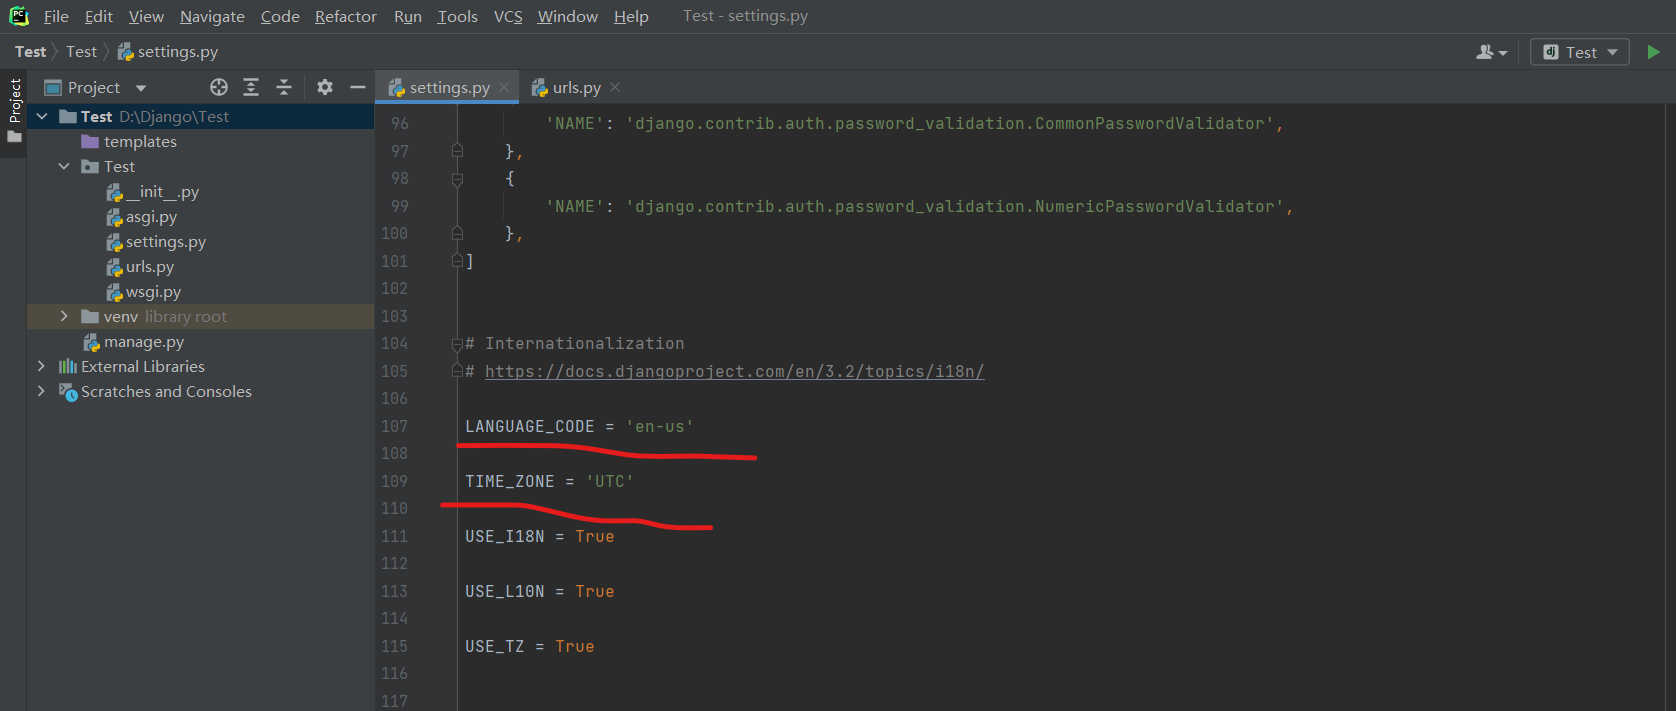 File Edit View Navigate Code Refactor Run Tools VCS Window Help Test - settings.py
Test Test settings.py
Test
Project
Project
settings.py
urls.py
Test D:\Django\Test
templates
Test
__init__.py
asgi.py
settings.py
urls.py
wsgi.py
venv library root
manage.py
External Libraries
Scratches and Consoles
96 'NAME': 'django.contrib.auth.password_validation.CommonPasswordValidator',
97 },
98 {
99 'NAME': 'django.contrib.auth.password_validation.NumericPasswordValidator',
100 },
101 ]
102
103
104 # Internationalization
105 # https://docs.djangoproject.com/en/3.2/topics/i18n/
106
107 LANGUAGE_CODE = 'en-us'
108
109 TIME_ZONE = 'UTC'
110
111 USE_I18N = True
112
113 USE_L10N = True
114
115 USE_TZ = True
116
117